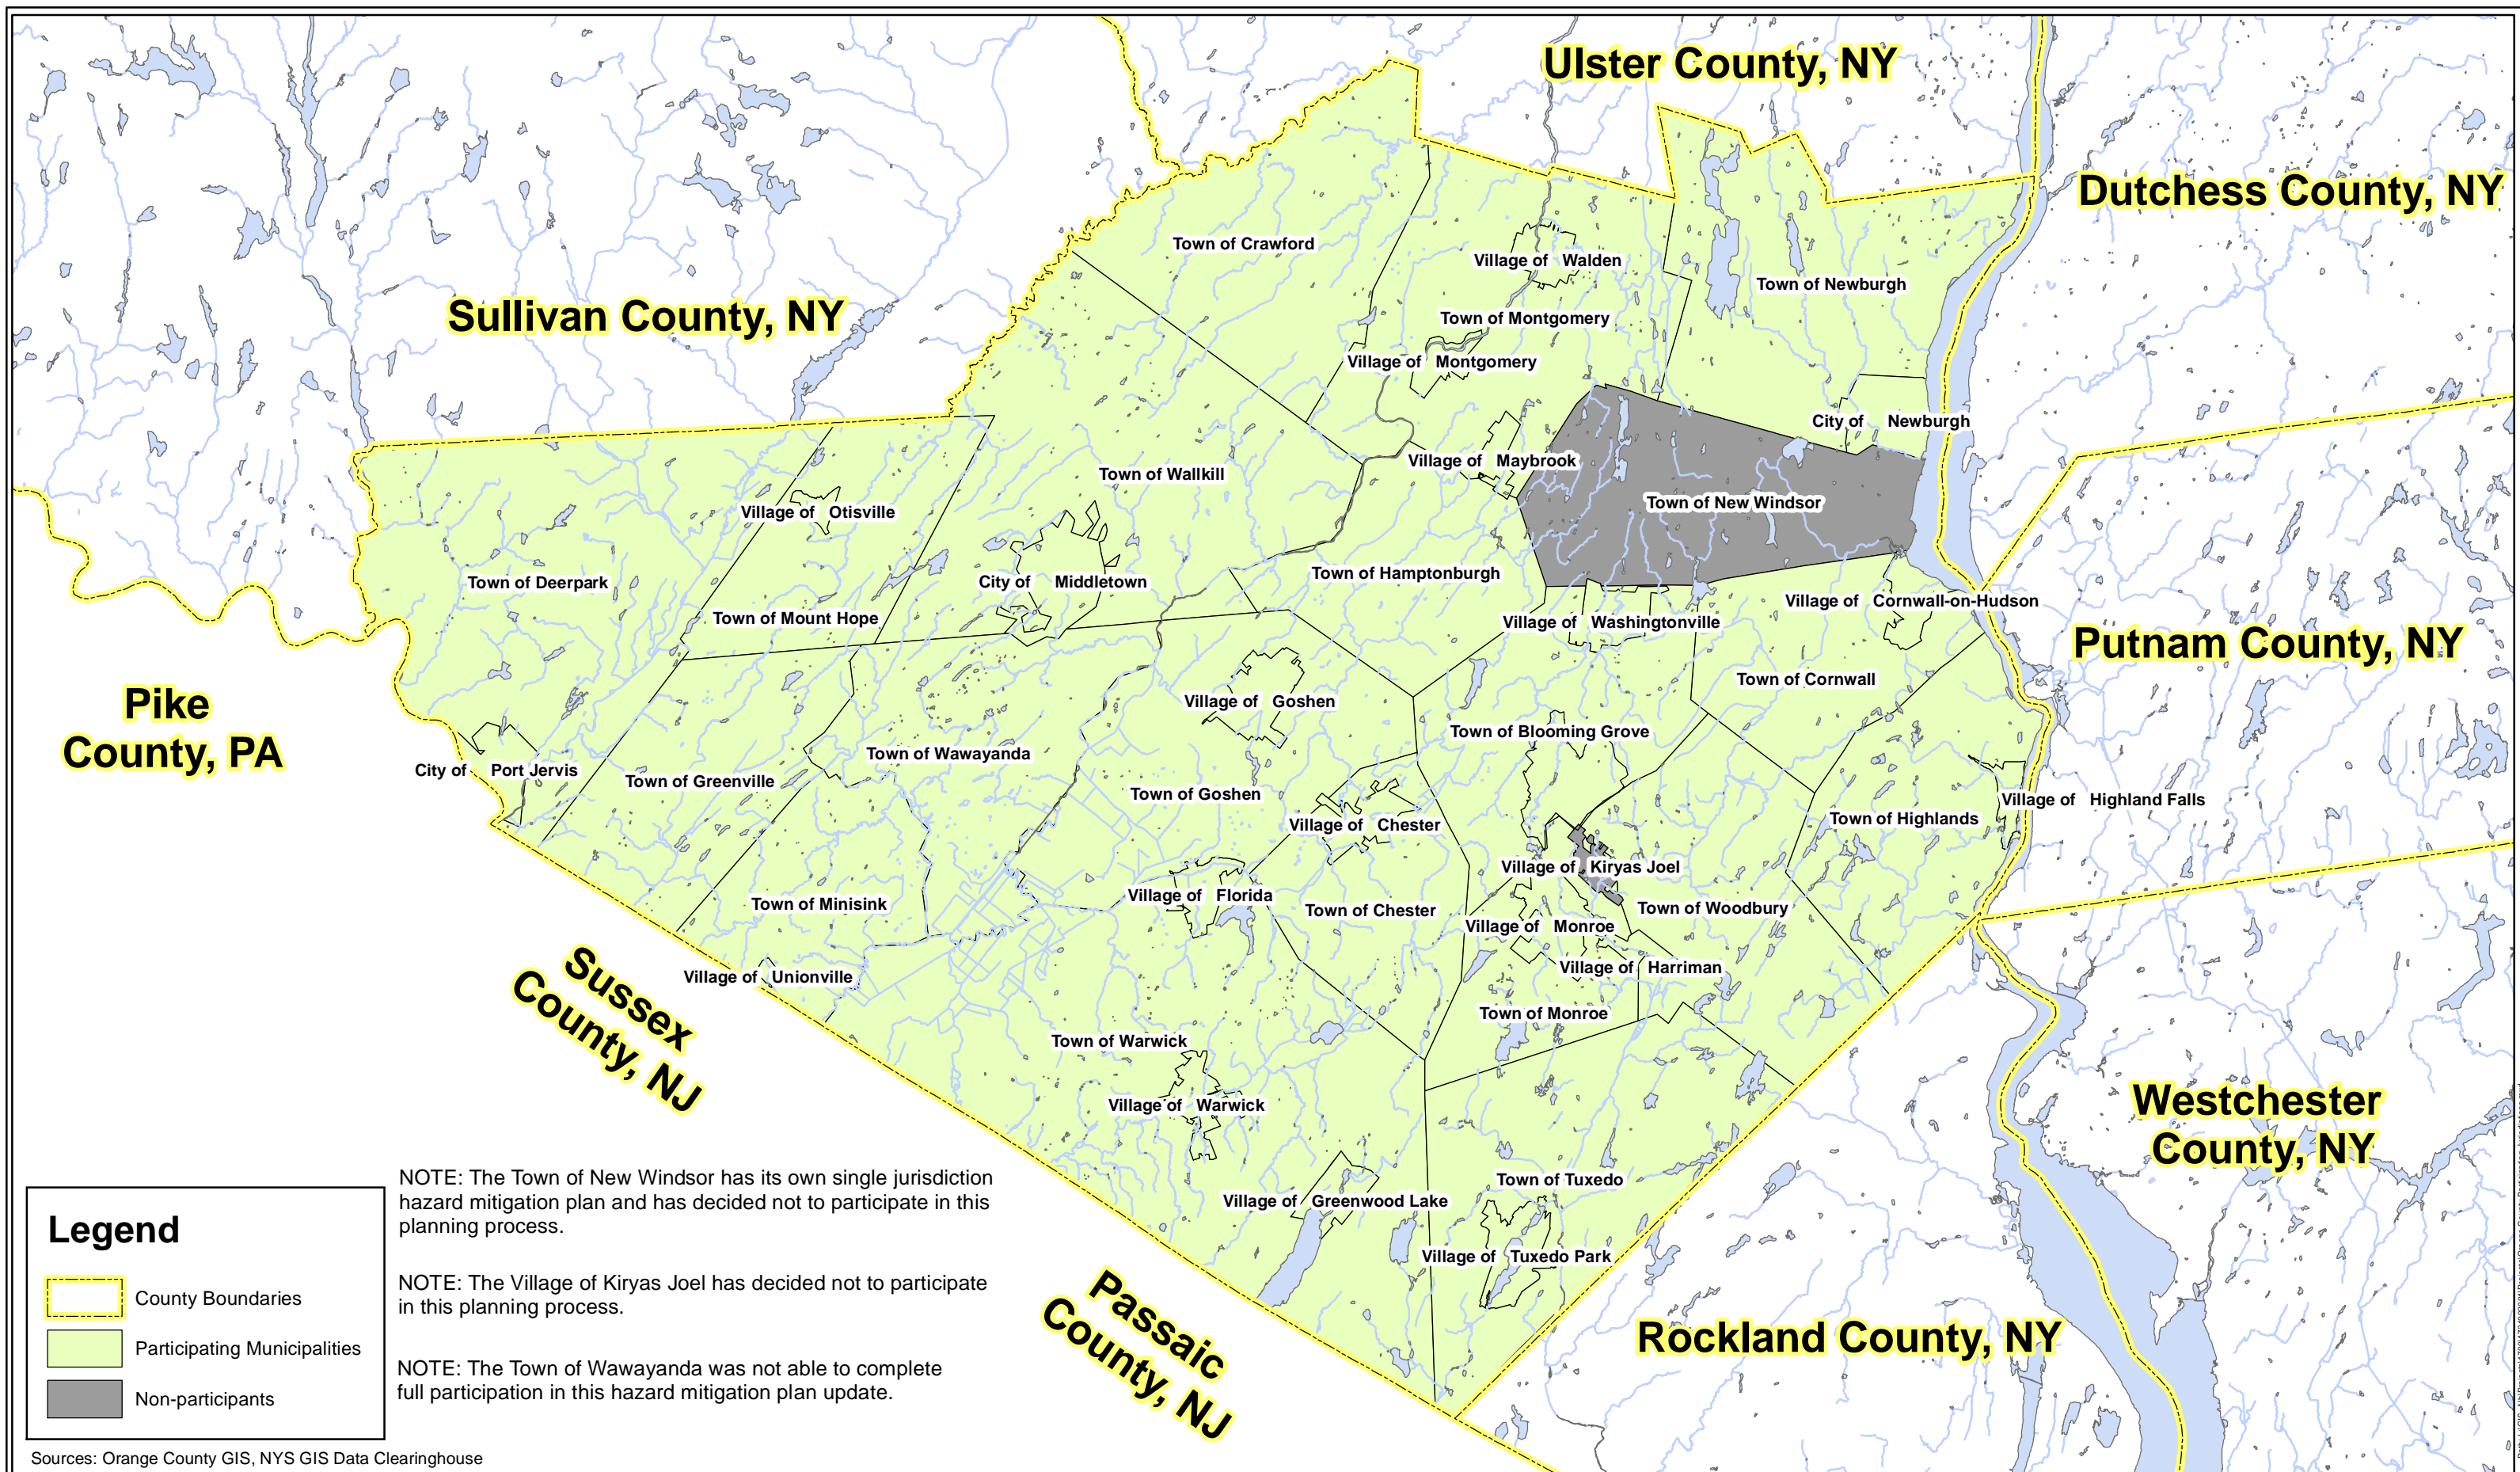 Ulster County, NY
Dutchess County, NY
Sullivan County, NY
Town of Crawford
Village of Walden
Town of Newburgh
Town of Montgomery
Village of Montgomery
City of Newburgh
Village of Maybrook
Town of Wallkill
Town of New Windsor
Village of Otisville
Town of Hamptonburgh
Town of Deerpark
City of Middletown
Village of Cornwall-on-Hudson
Town of Mount Hope
Village of Washingtonville
Putnam County, NY
Town of Cornwall
Village of Goshen
Pike
County, PA
Town of Blooming Grove
Town of Wawayanda
City of Port Jervis
Town of Greenville
Town of Goshen
Village of Highland Falls
Town of Highlands
Village of Chester
Village of Kiryas Joel
Village of Florida
Town of Minisink
Town of Chester
Town of Woodbury
Village of Monroe
Village of Harriman
Village of Unionville
Sussex
County, NJ
Town of Monroe
Town of Warwick
Village of Warwick
Westchester
County, NY
Town of Tuxedo
Village of Greenwood Lake
Village of Tuxedo Park
Passaic
County, NJ
Rockland County, NY
NOTE: The Town of New Windsor has its own single jurisdiction
hazard mitigation plan and has decided not to participate in this
planning process.
NOTE: The Village of Kiryas Joel has decided not to participate
in this planning process.
NOTE: The Town of Wawayanda was not able to complete
full participation in this hazard mitigation plan update.
Legend
County Boundaries
Participating Municipalities
Non-participants
Sources: Orange County GIS, NYS GIS Data Clearinghouse